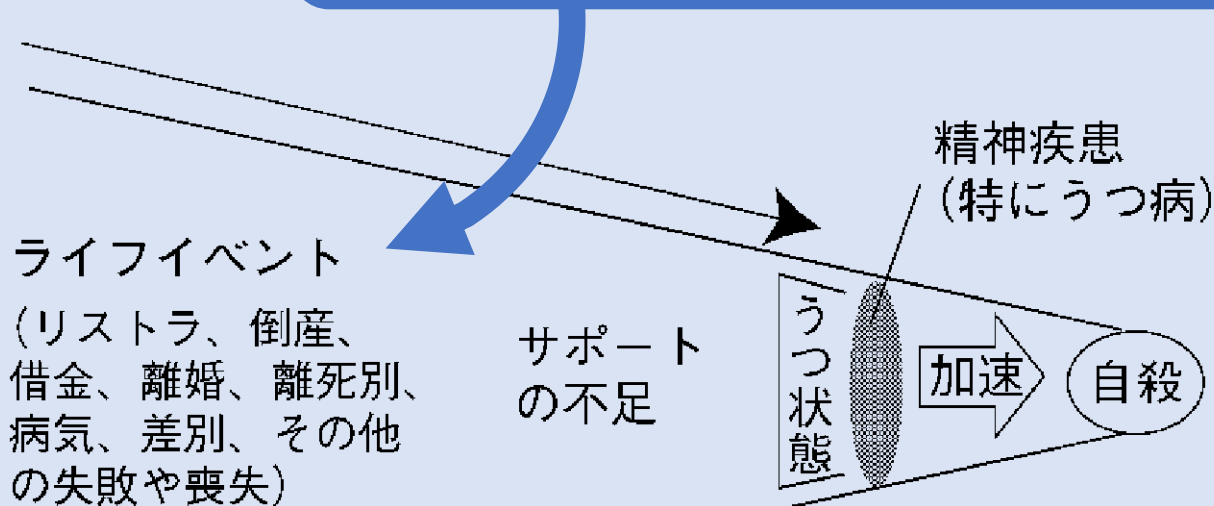 精神疾患
(特にうつ病)
ライフイベント
(リストラ、倒産、
借金、離婚、離死別、
病気、差別、その他
の失敗や喪失)
サポート
の不足
うつ状態
加速
自殺